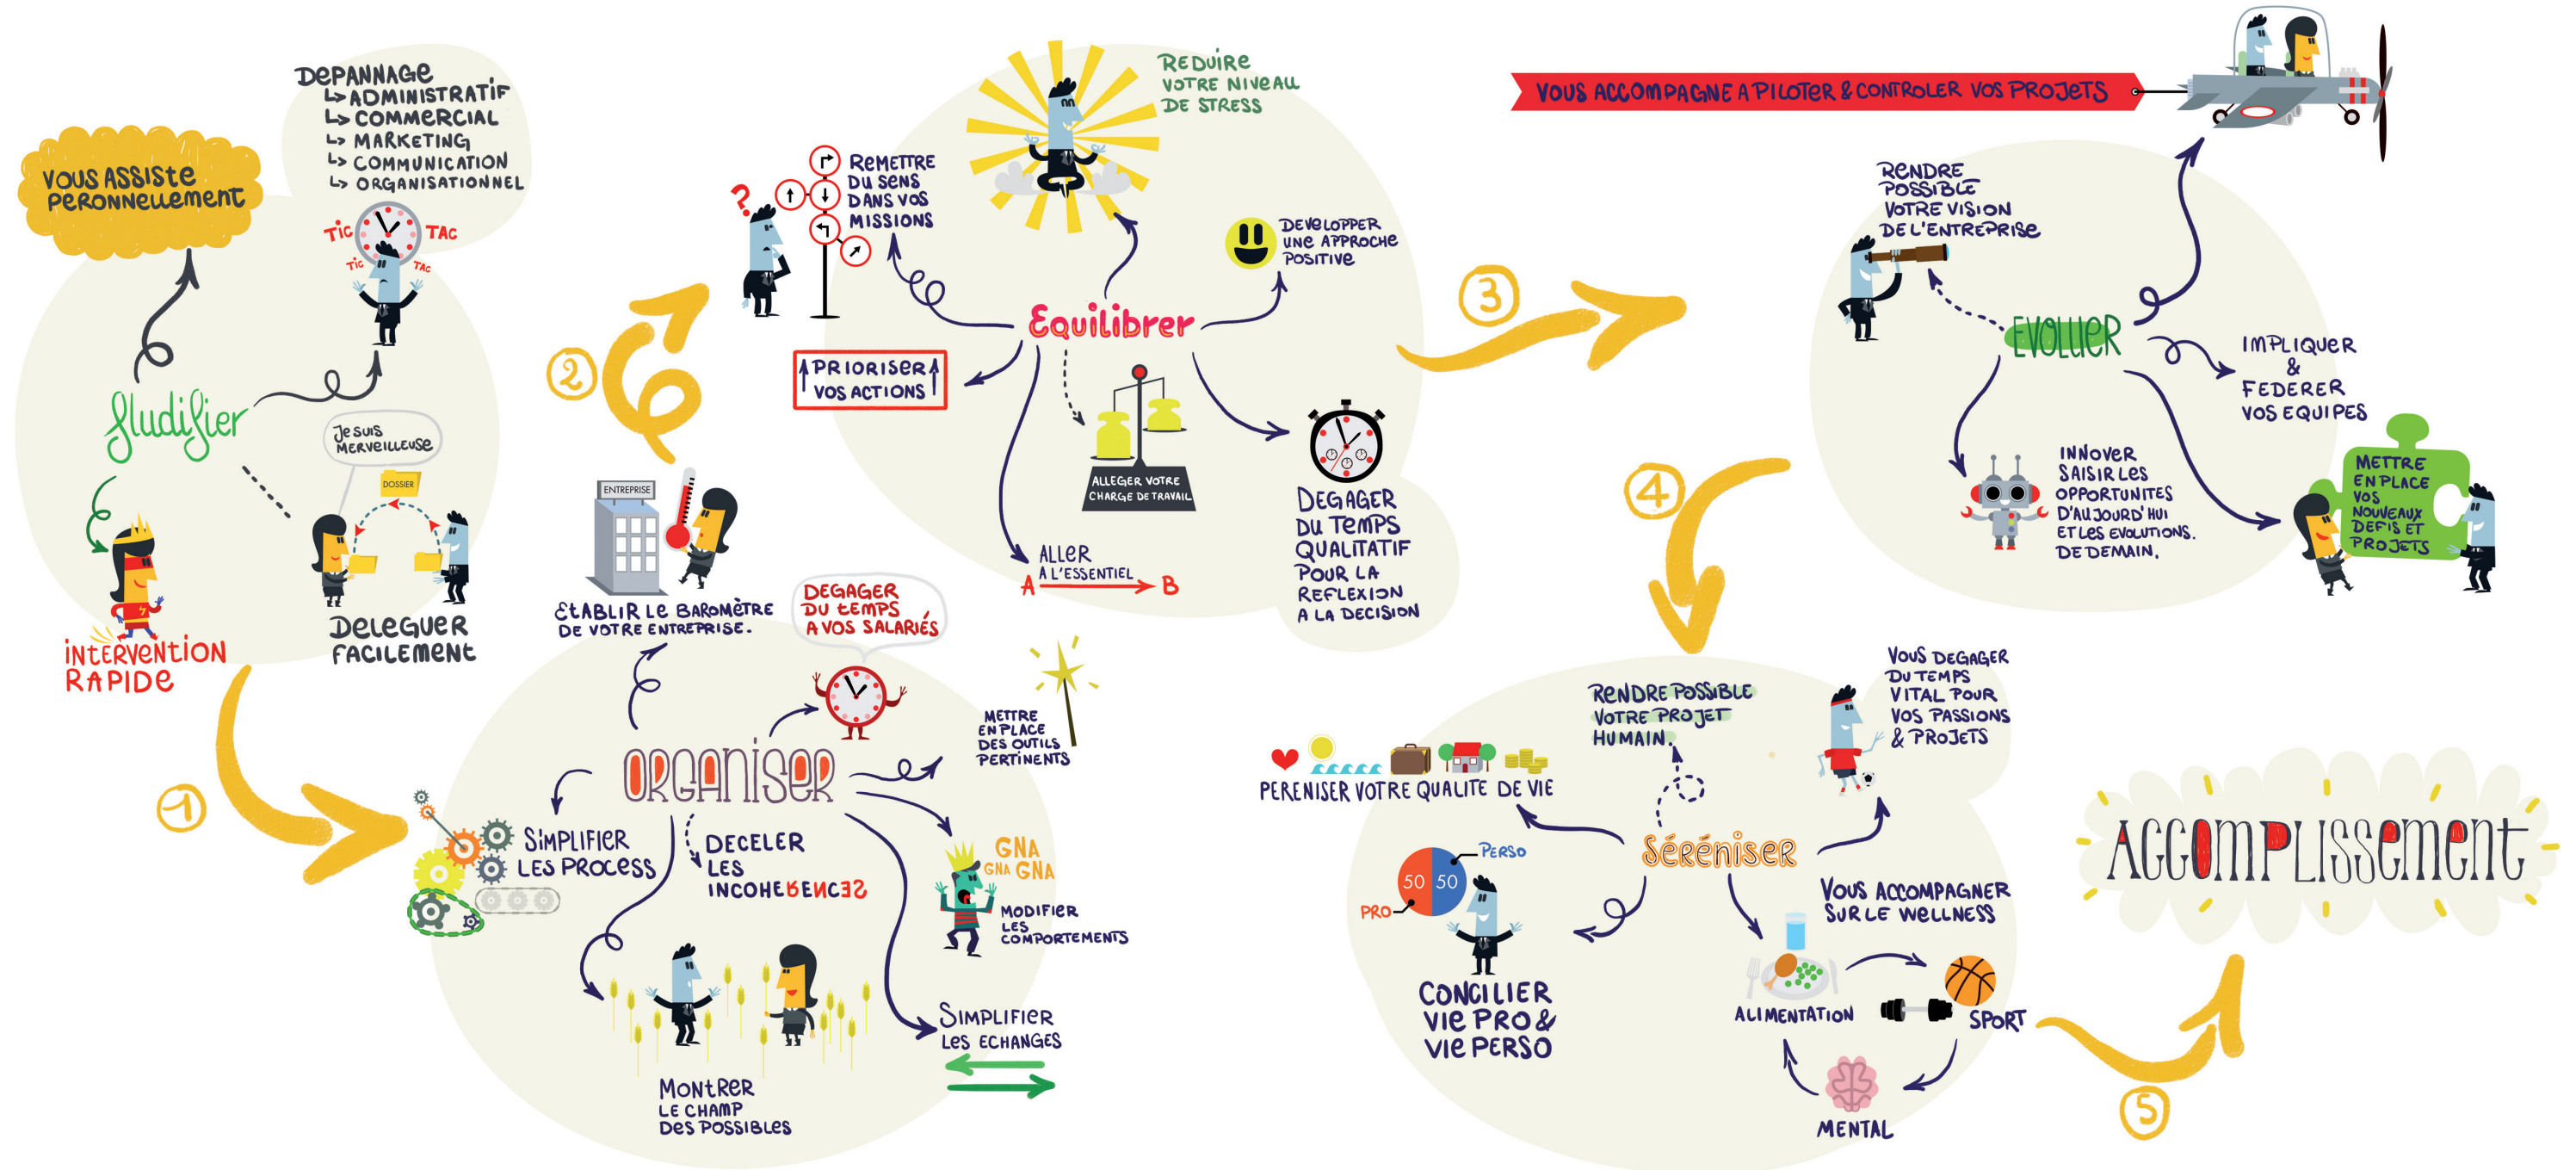 DEPANNAGE
↳ ADMINISTRATIF
↳ COMMERCIAL
↳ MARKETING
↳ COMMUNICATION
↳ ORGANISATIONNEL
VOUS ASSISTE
PERONNELLEMENT
TIC
TAC
TIC
TAC
fludifier
JE SUIS
MERVEILLEUSE
DOSSIER
DELEGUER
FACILEMENT
INTERVENTION
RAPIDE
1
ORGANISER
ENTREPRISE
ETABLIR LE BAROMÈTRE
DE VOTRE ENTREPRISE.
DEGAGER
DU TEMPS
A VOS SALARIÉS
METTRE
EN PLACE
DES OUTILS
PERTINENTS
SIMPLIFIER
LES PROCESS
DECELER
LES
INCOHERENCES
GNA
GNA GNA
MODIFIER
LES
COMPORTEMENTS
SIMPLIFIER
LES ECHANGES
MONTRER
LE CHAMP
DES POSSIBLES
2
Equilibrer
REDUIRE
VOTRE NIVEAU
DE STRESS
?
REMETTRE
DU SENS
DANS VOS
MISSIONS
DEVELOPPER
UNE APPROCHE
POSITIVE
PRIORISER
VOS ACTIONS
ALLEGER VOTRE
CHARGE DE TRAVAIL
DEGAGER
DU TEMPS
QUALITATIF
POUR LA
REFLEXION
A LA DECISION
ALLER
A L'ESSENTIEL
A
B
3
VOUS ACCOMPAGNE A PILOTER & CONTROLER VOS PROJETS
RENDRE
POSSIBLE
VOTRE VISION
DE L'ENTREPRISE
EVOLUER
IMPLIQUER
&
FEDERER
VOS EQUIPES
INNOVER
SAISIR LES
OPPORTUNITES
D'AUJOURD'HUI
ET LES EVOLUTIONS.
DE DEMAIN.
METTRE
EN PLACE
VOS
NOUVEAUX
DEFIS ET
PROJETS
4
SÉRÉNISER
RENDRE POSSIBLE
VOTRE PROJET
HUMAIN.
VOUS DEGAGER
DU TEMPS
VITAL POUR
VOS PASSIONS
& PROJETS
PERENISER VOTRE QUALITE DE VIE
PERSO
50 50
PRO
CONCILIER
VIE PRO &
VIE PERSO
VOUS ACCOMPAGNER
SUR LE WELLNESS
ALIMENTATION
SPORT
MENTAL
5
ACCOMPLISSEMENT